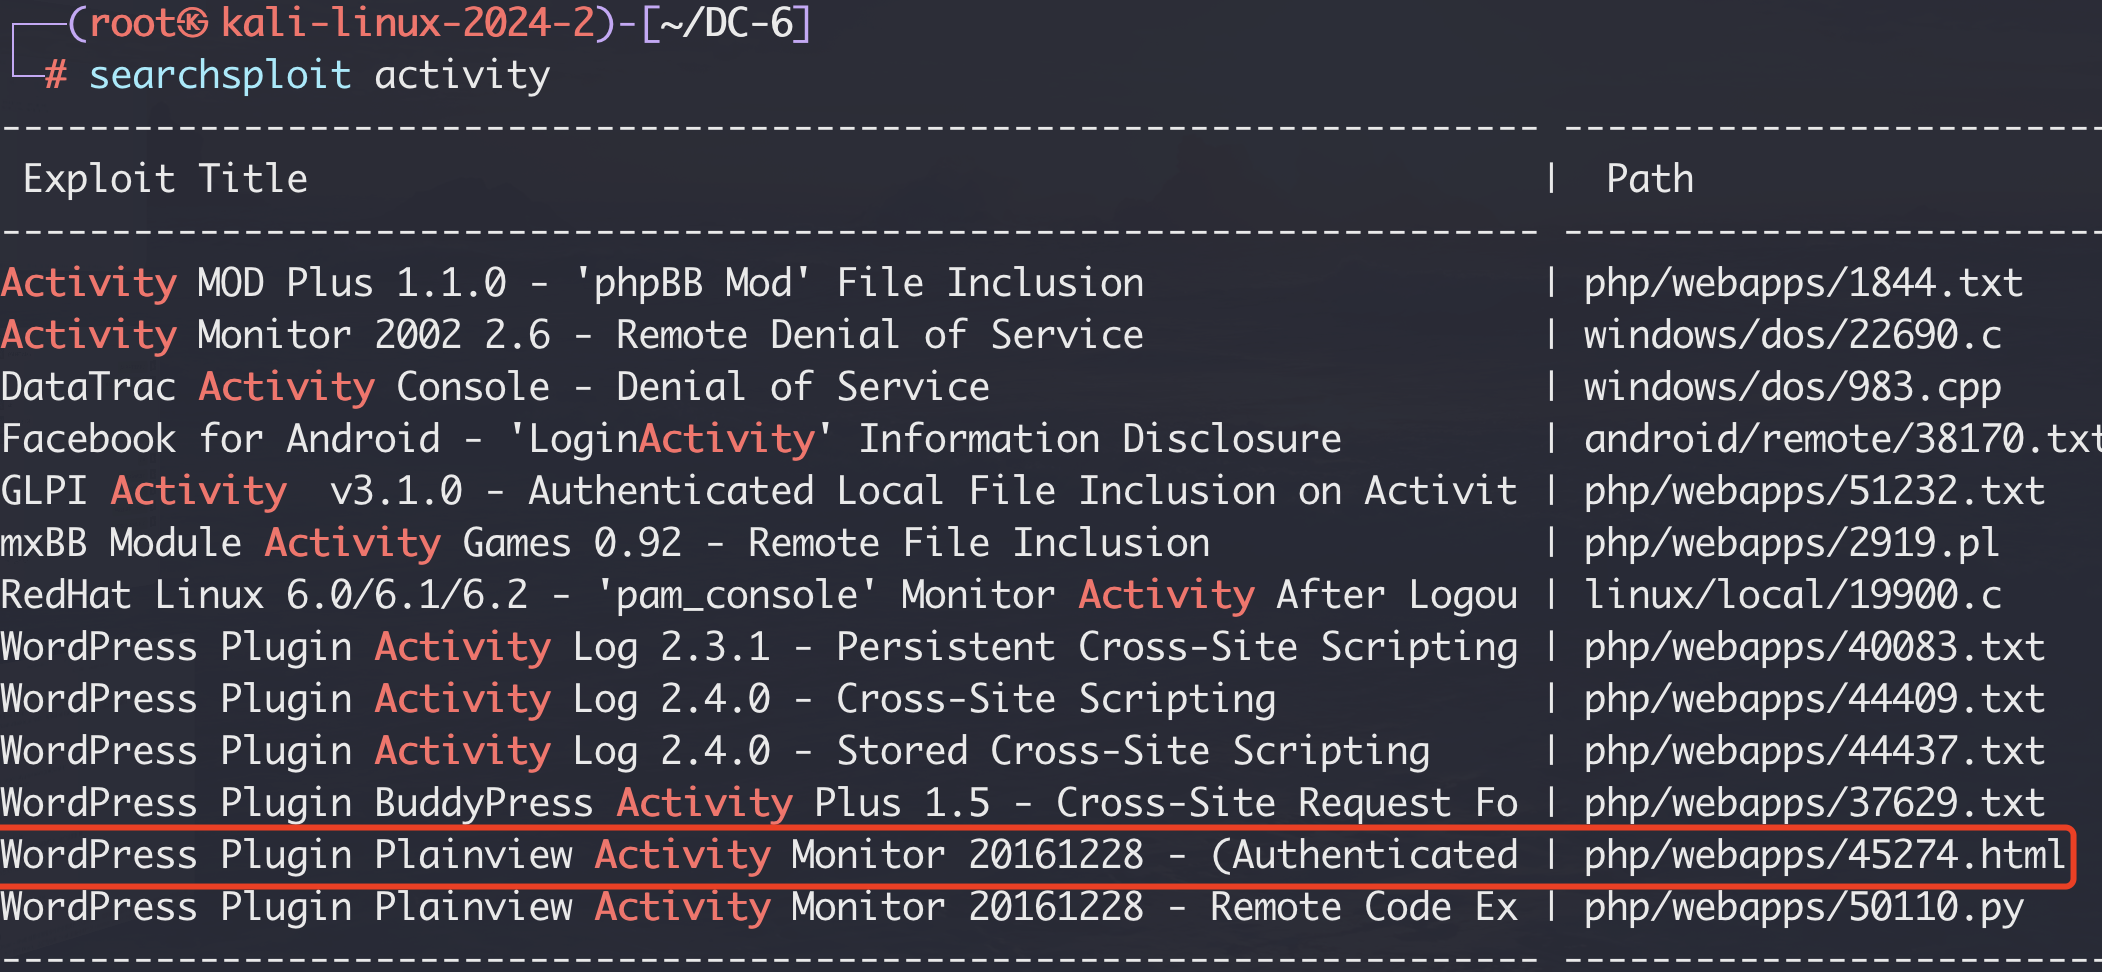 (root㉿kali-linux-2024-2)-[~/DC-6]
# searchsploit activity
---------------------------------------------------------------------- -------------------------
Exploit Title | Path
---------------------------------------------------------------------- -------------------------
Activity MOD Plus 1.1.0 - 'phpBB Mod' File Inclusion | php/webapps/1844.txt
Activity Monitor 2002 2.6 - Remote Denial of Service | windows/dos/22690.c
DataTrac Activity Console - Denial of Service | windows/dos/983.cpp
Facebook for Android - 'LoginActivity' Information Disclosure | android/remote/38170.txt
GLPI Activity  v3.1.0 - Authenticated Local File Inclusion on Activit | php/webapps/51232.txt
mxBB Module Activity Games 0.92 - Remote File Inclusion | php/webapps/2919.pl
RedHat Linux 6.0/6.1/6.2 - 'pam_console' Monitor Activity After Logou | linux/local/19900.c
WordPress Plugin Activity Log 2.3.1 - Persistent Cross-Site Scripting | php/webapps/40083.txt
WordPress Plugin Activity Log 2.4.0 - Cross-Site Scripting | php/webapps/44409.txt
WordPress Plugin Activity Log 2.4.0 - Stored Cross-Site Scripting | php/webapps/44437.txt
WordPress Plugin BuddyPress Activity Plus 1.5 - Cross-Site Request Fo | php/webapps/37629.txt
WordPress Plugin Plainview Activity Monitor 20161228 - (Authenticated | php/webapps/45274.html
WordPress Plugin Plainview Activity Monitor 20161228 - Remote Code Ex | php/webapps/50110.py
---------------------------------------------------------------------- -------------------------